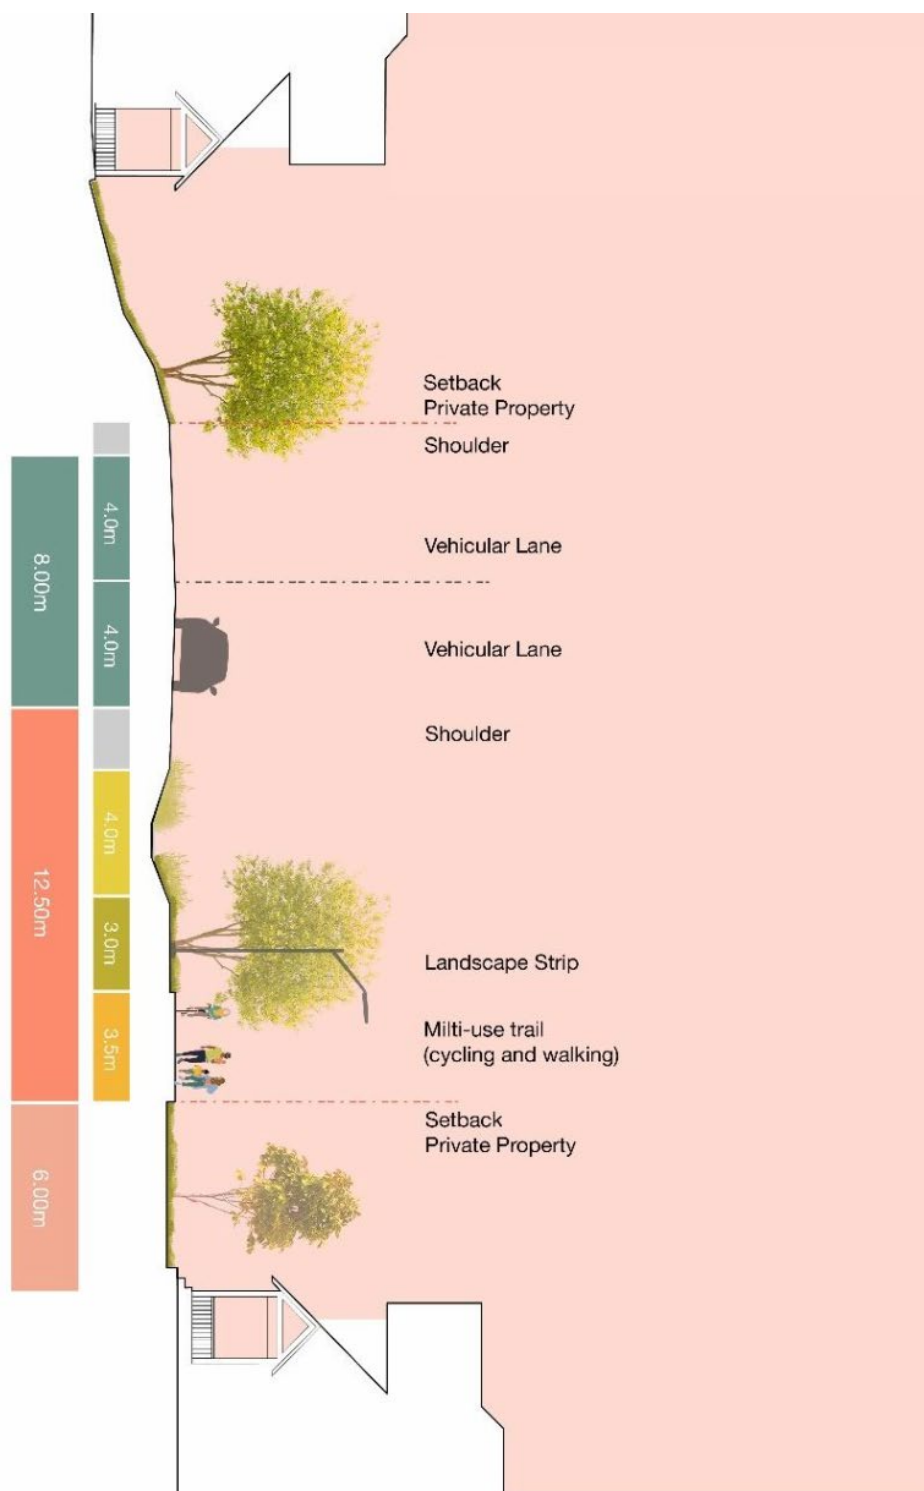 Setback
Private Property
Shoulder
Vehicular Lane
Vehicular Lane
Shoulder
Landscape Strip
Milti-use trail
(cycling and walking)
Setback
Private Property
4.0m
4.0m
4.0m
3.0m
3.5m
8.00m
12.50m
6.00m